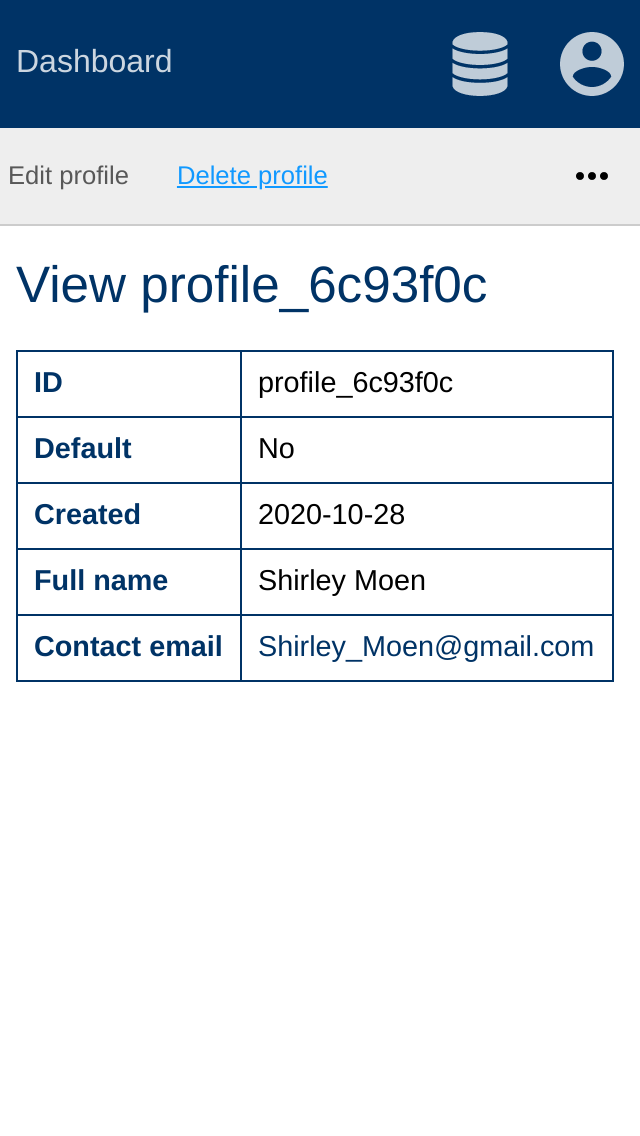 Dashboard
Edit profile Delete profile
View profile_6c93f0c
ID profile_6c93f0c
Default No
Created 2020-10-28
Full name Shirley Moen
Contact email Shirley_Moen@gmail.com